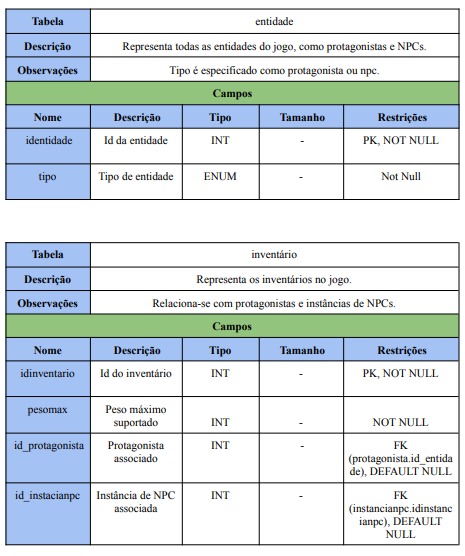 Tabela entidade
Descrição Representa todas as entidades do jogo, como protagonistas e NPCs.
Observações Tipo é especificado como protagonista ou npc.
Campos
Nome Descrição Tipo Tamanho Restrições
identidade Id da entidade INT - PK, NOT NULL
tipo Tipo de entidade ENUM - Not Null
Tabela inventário
Descrição Representa os inventários no jogo.
Observações Relaciona-se com protagonistas e instâncias de NPCs.
Campos
Nome Descrição Tipo Tamanho Restrições
idinventario Id do inventário INT - PK, NOT NULL
pesomax Peso máximo
suportado INT - NOT NULL
id_protagonista Protagonista INT - FK
associado (protagonista.id_entida
de), DEFAULT NULL
id_instacianpc Instância de NPC INT - FK
associada (instancianpc.idinstanc
ianpc), DEFAULT
NULL